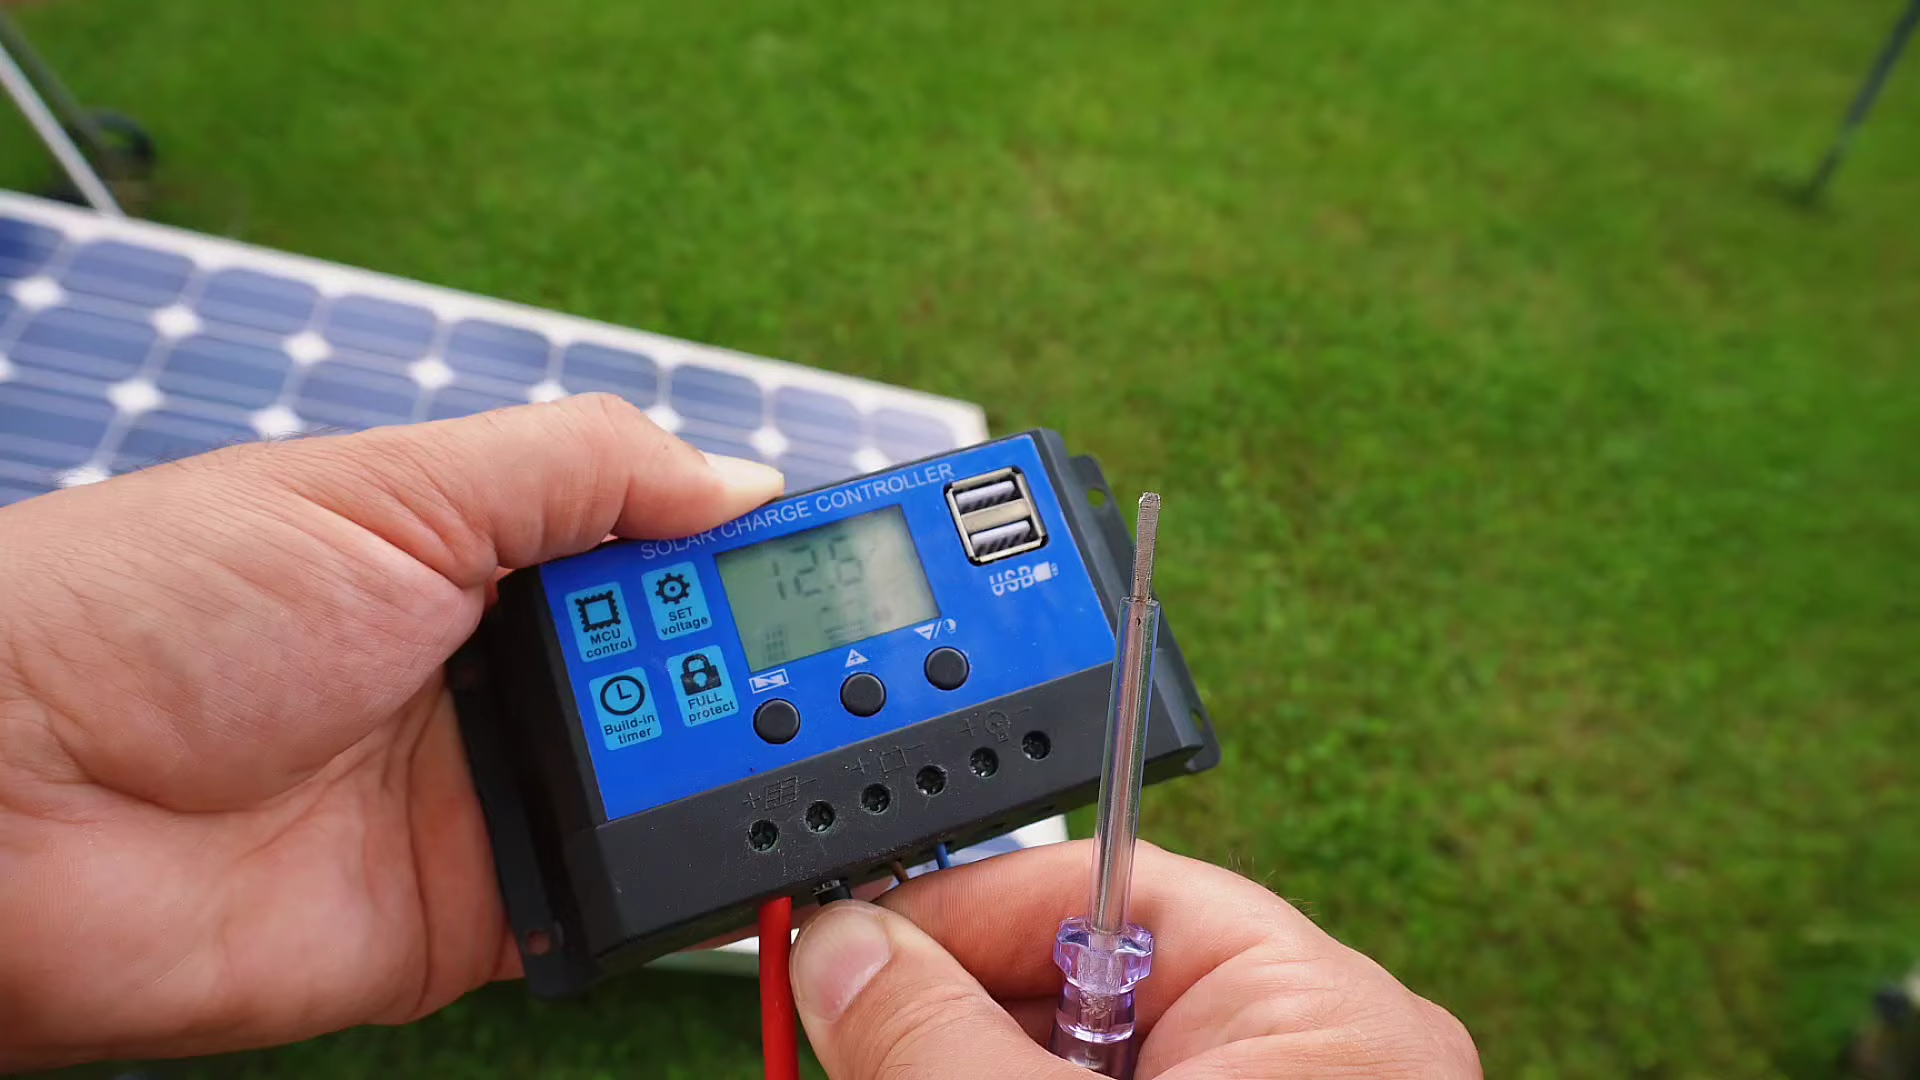 SOLAR CHARGE CONTROLLER
12.6
USB
MCU
control
SET
voltage
Build-in
timer
FULL
protect